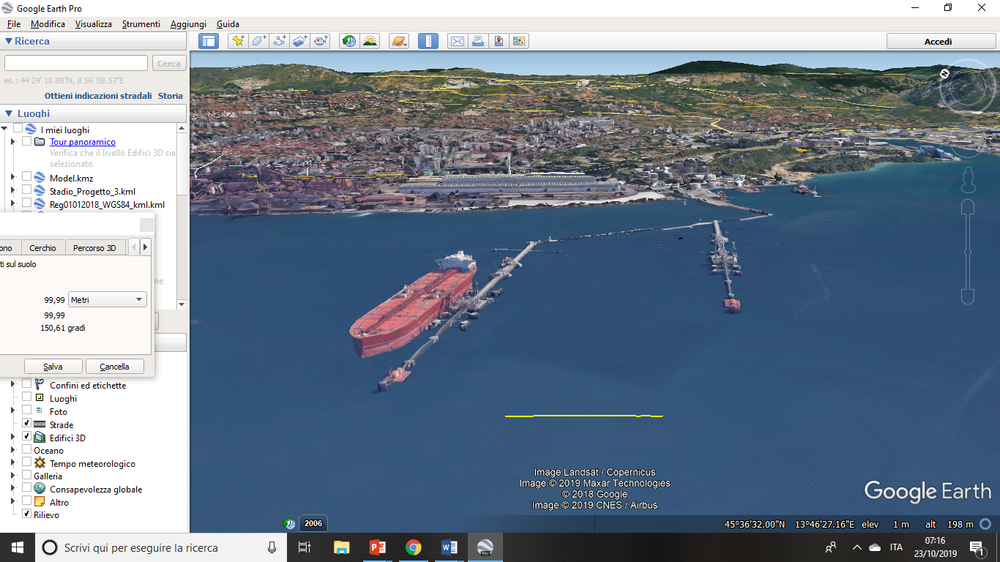 Google Earth Pro
File Modifica Visualizza Strumenti Aggiungi Guida
Ricerca
Accedi
Cerca
es.: 44 24' 18.88"N, 8 56' 08.57"E
Ottieni indicazioni stradali Storia
Luoghi
I miei luoghi
Tour panoramico
Verifica che il livello Edifici 3D sia
selezionato
Model.kmz
Stadio_Progetto_3.kml
Reg01012018_WGS84_kml.kml
ono Cerchio Percorso 3D
ti sul suolo
ne
99,99 Metri
99,99
150,61 gradi
Salva Cancella
Confini ed etichette
Luoghi
Foto
Strade
Edifici 3D
Oceano
Tempo meteorologico
Galleria
Consapevolezza globale
Altro
Rilievo
Image Landsat / Copernicus
Image © 2019 Maxar Technologies
© 2018 Google
Image © 2019 CNES / Airbus
Google Earth
2006
45°36'32.00"N 13°46'27.16"E elev 1 m alt 198 m
Scrivi qui per eseguire la ricerca
ITA
07:16
23/10/2019
1